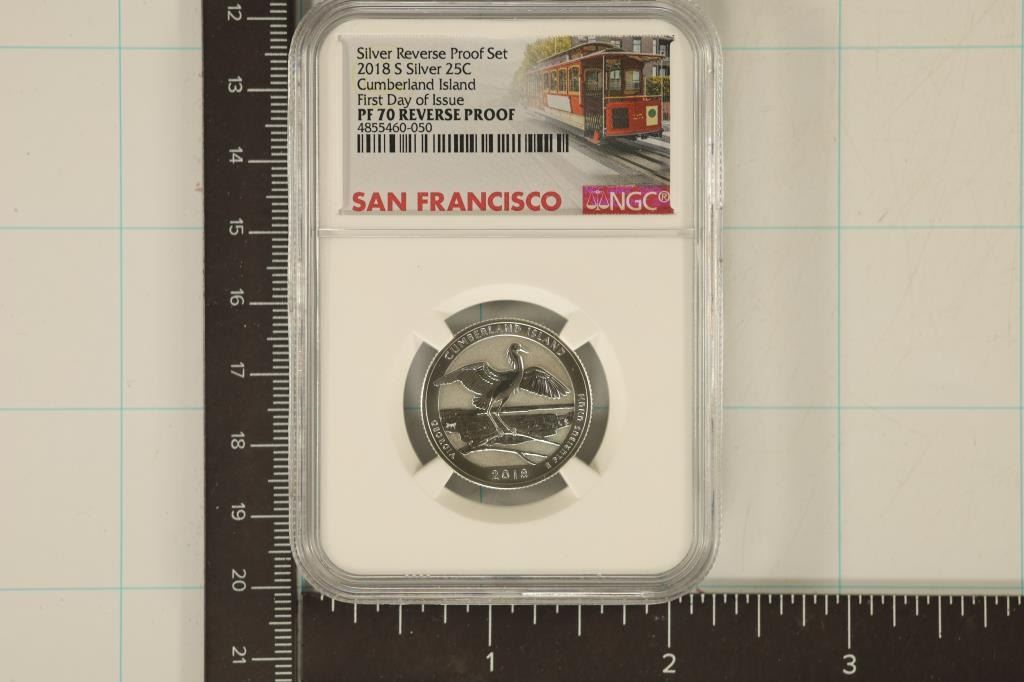 Silver Reverse Proof Set
2018 S Silver 25C
Cumberland Island
First Day of Issue
PF 70 REVERSE PROOF
4855460-050
SAN FRANCISCO
NGC®
CUMBERLAND ISLAND
GEORGIA
E PLURIBUS UNUM
2018
12
13
14
15
16
17
18
19
20
21
1 2 3